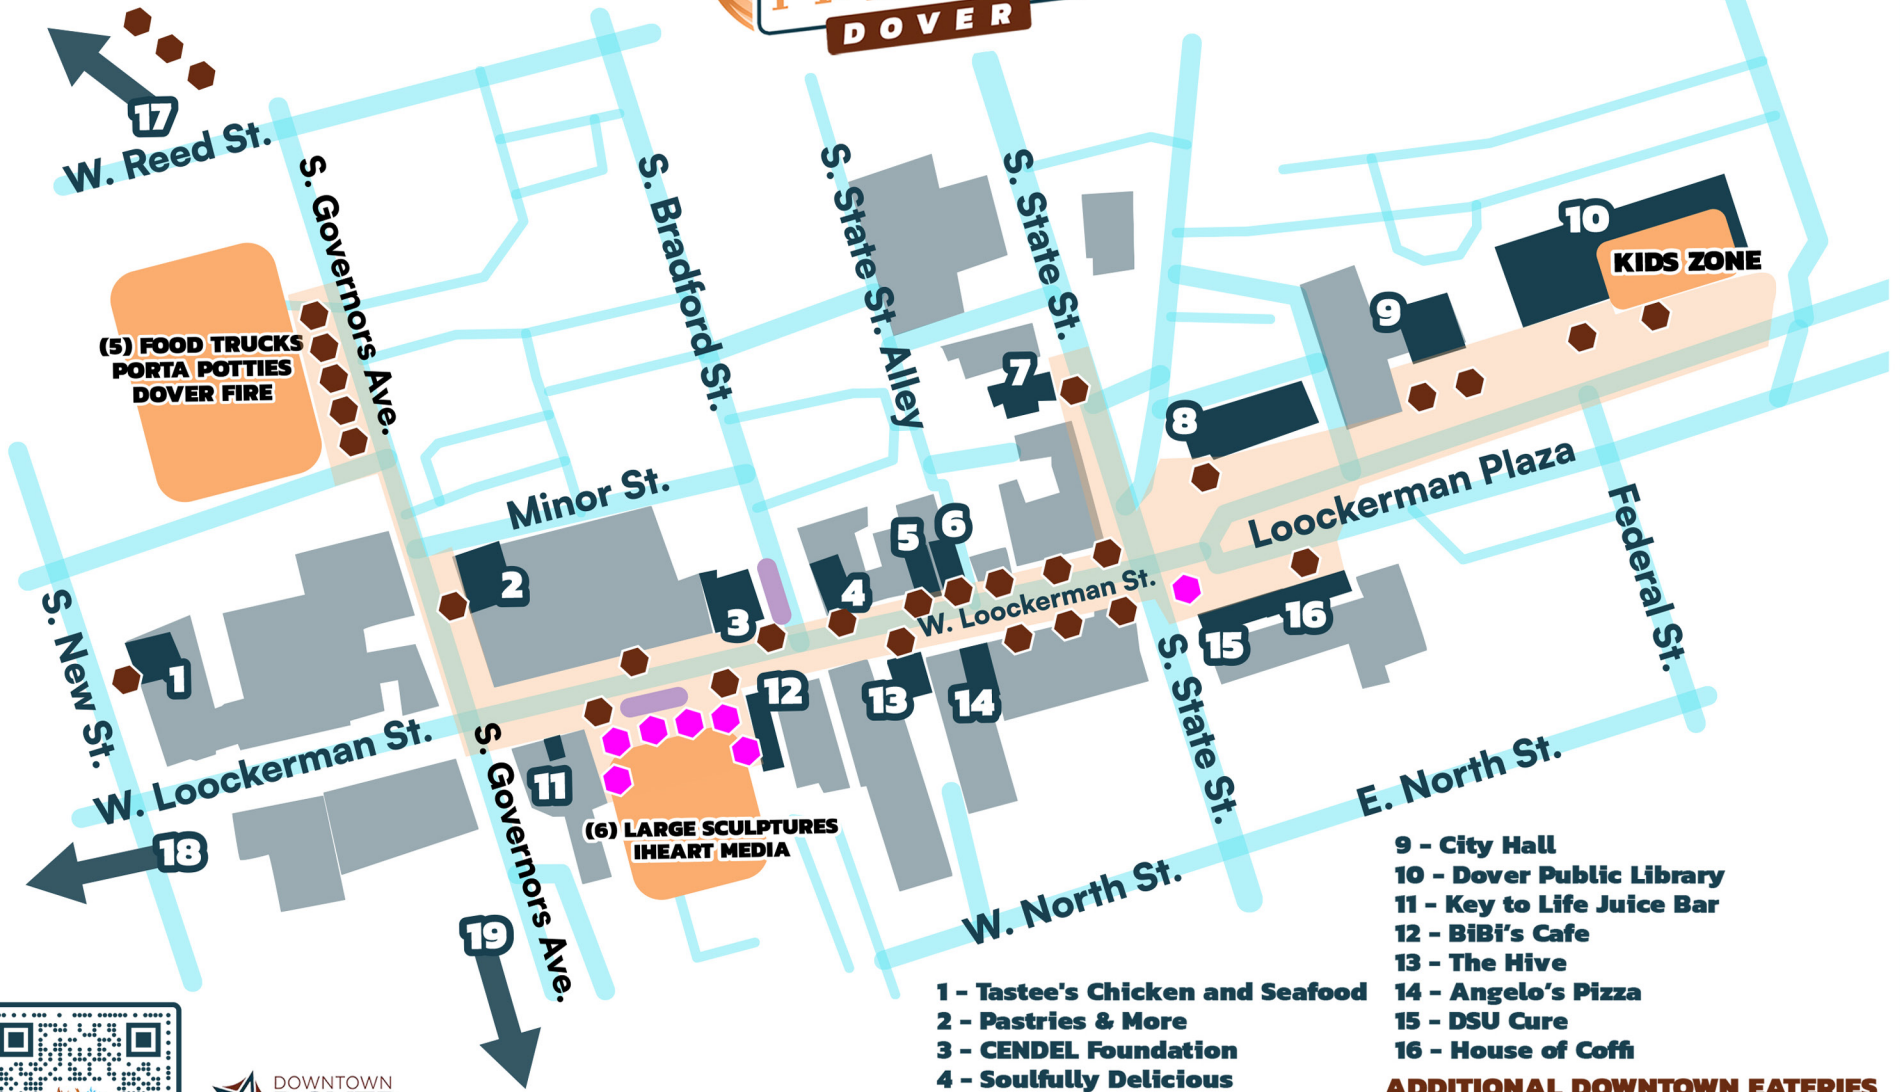 DOVER
17
W. Reed St.
S. Governors Ave.
S. Bradford St.
S. State St. Alley
S. State St.
10
KIDS ZONE
9
(5) FOOD TRUCKS
PORTA POTTIES
DOVER FIRE
7
8
Minor St.
Loockerman Plaza
Federal St.
5
6
2
4
3
W. Loockerman St.
16
15
S. New St.
1
12
13
14
S. State St.
W. Loockerman St.
S. Governors Ave.
11
E. North St.
(6) LARGE SCULPTURES
IHEART MEDIA
18
W. North St.
19
1 - Tastee's Chicken and Seafood
2 - Pastries & More
3 - CENDEL Foundation
4 - Soulfully Delicious
9 - City Hall
10 - Dover Public Library
11 - Key to Life Juice Bar
12 - BiBi's Cafe
13 - The Hive
14 - Angelo's Pizza
15 - DSU Cure
16 - House of Coffi
ADDITIONAL DOWNTOWN EATERIES
DOWNTOWN